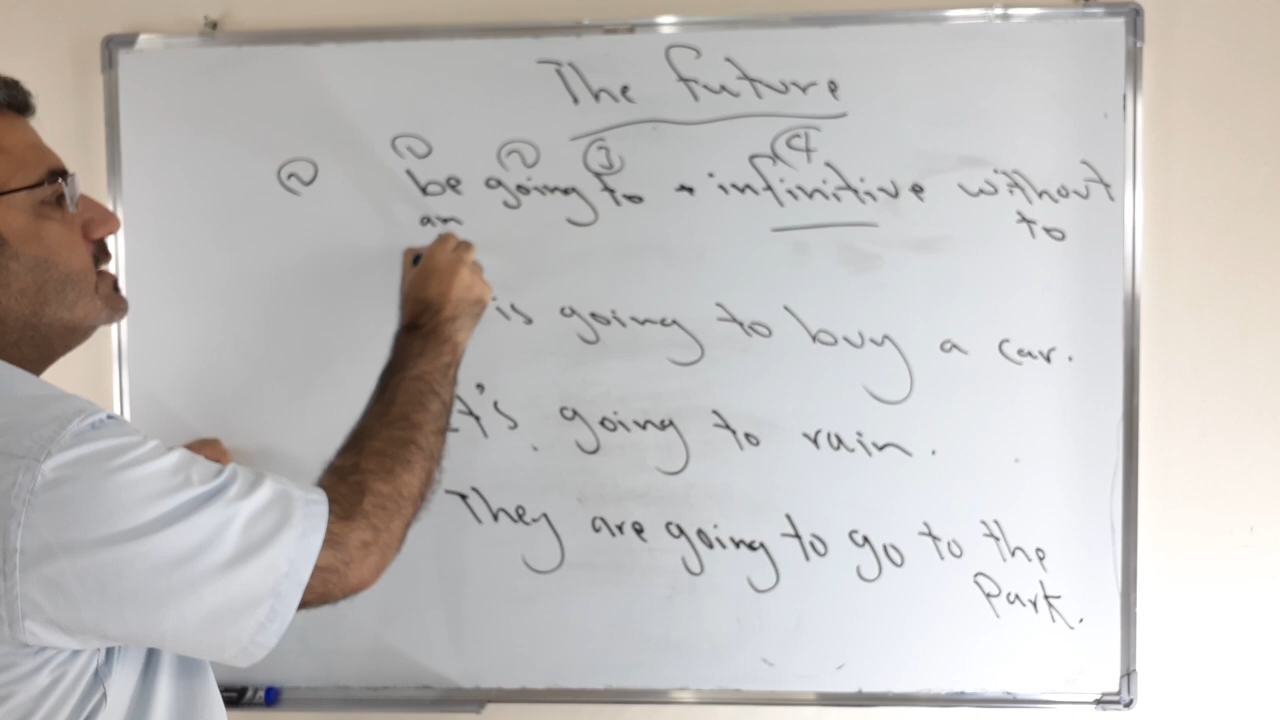 The future
① ② ③ ④
② be going to + infinitive without
am to
is going to buy a car.
It's going to rain.
They are going to go to the
Park.